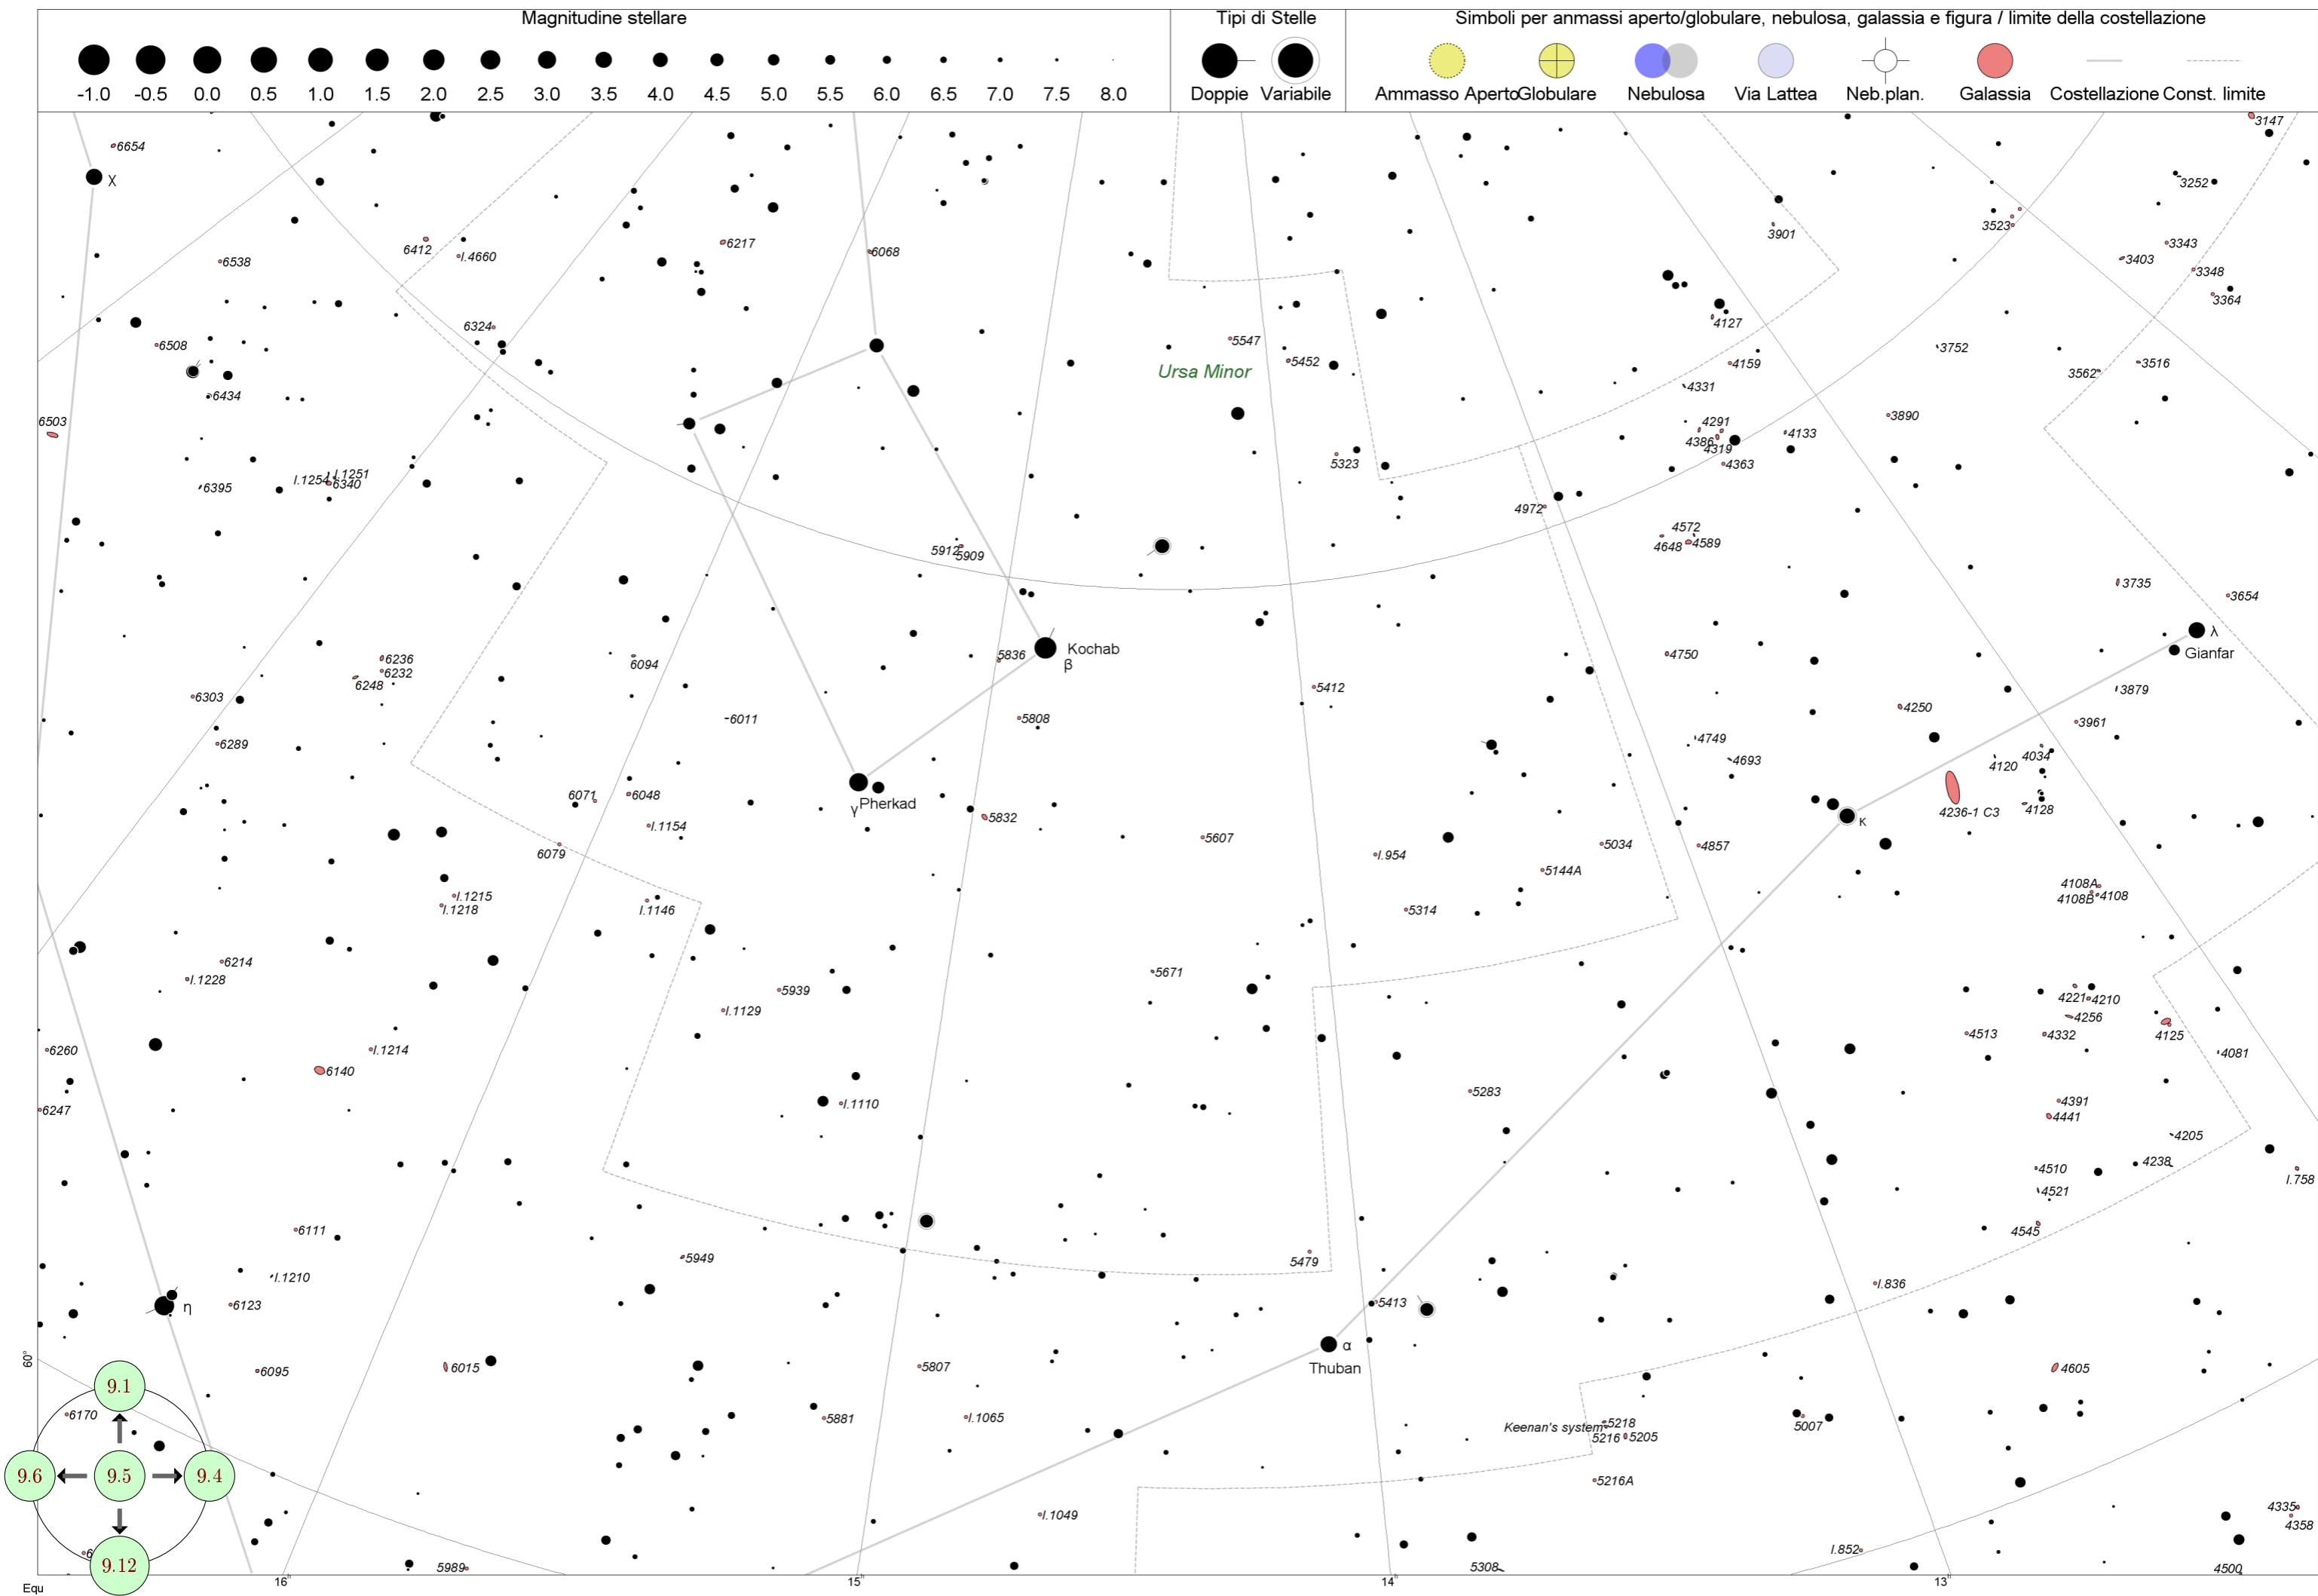 Magnitudine stellare Tipi di Stelle Simboli per anmassi aperto/globulare, nebulosa, galassia e figura / limite della costellazione
-1.0 -0.5 0.0 0.5 1.0 1.5 2.0 2.5 3.0 3.5 4.0 4.5 5.0 5.5 6.0 6.5 7.0 7.5 8.0 Doppie Variabile Ammasso Aperto Globulare Nebulosa Via Lattea Neb.plan. Galassia Costellazione Const. limite
3147
6654
χ
3252
3901
3523
6412
6217
3343
6068
I.4660
6538
3403
3348
3364
4127
6324
5547
6508
3752
5452
4159
3516
Ursa Minor
3562
4331
6434
3890
6503
4291
4133
4386
4319
5323
4363
I.1251
I.1254
6340
6395
4972
4572
4589
4648
5912
5909
3735
3654
λ
Kochab
Gianfar
5836
4750
6236
6094
β
6232
6248
5412
3879
6303
4250
6011
5808
3961
4749
6289
4034
4693
4120
6071
6048
Pherkad
γ
4128
4236-1 C3
5832
κ
I.1154
5607
5034
4857
6079
I.954
5144A
4108A
I.1215
4108
4108B
I.1218
I.1146
5314
6214
5671
I.1228
5939
4221
4210
I.1129
4256
4513
4332
4125
6260
I.1214
4081
6140
5283
4391
I.1110
6247
4441
4205
4238
4510
I.758
4521
6111
4545
5949
5479
I.1210
I.836
5413
6123
η
α
60°
Thuban
5807
6015
4605
6095
9.1
6170
I.1065
5881
5218
Keenan's system
5007
5216
5205
9.6
9.5
9.4
5216A
4335
I.1049
4358
I.852
6
9.12
5989
5308
4500
Equ
16h 15h 14h 13h